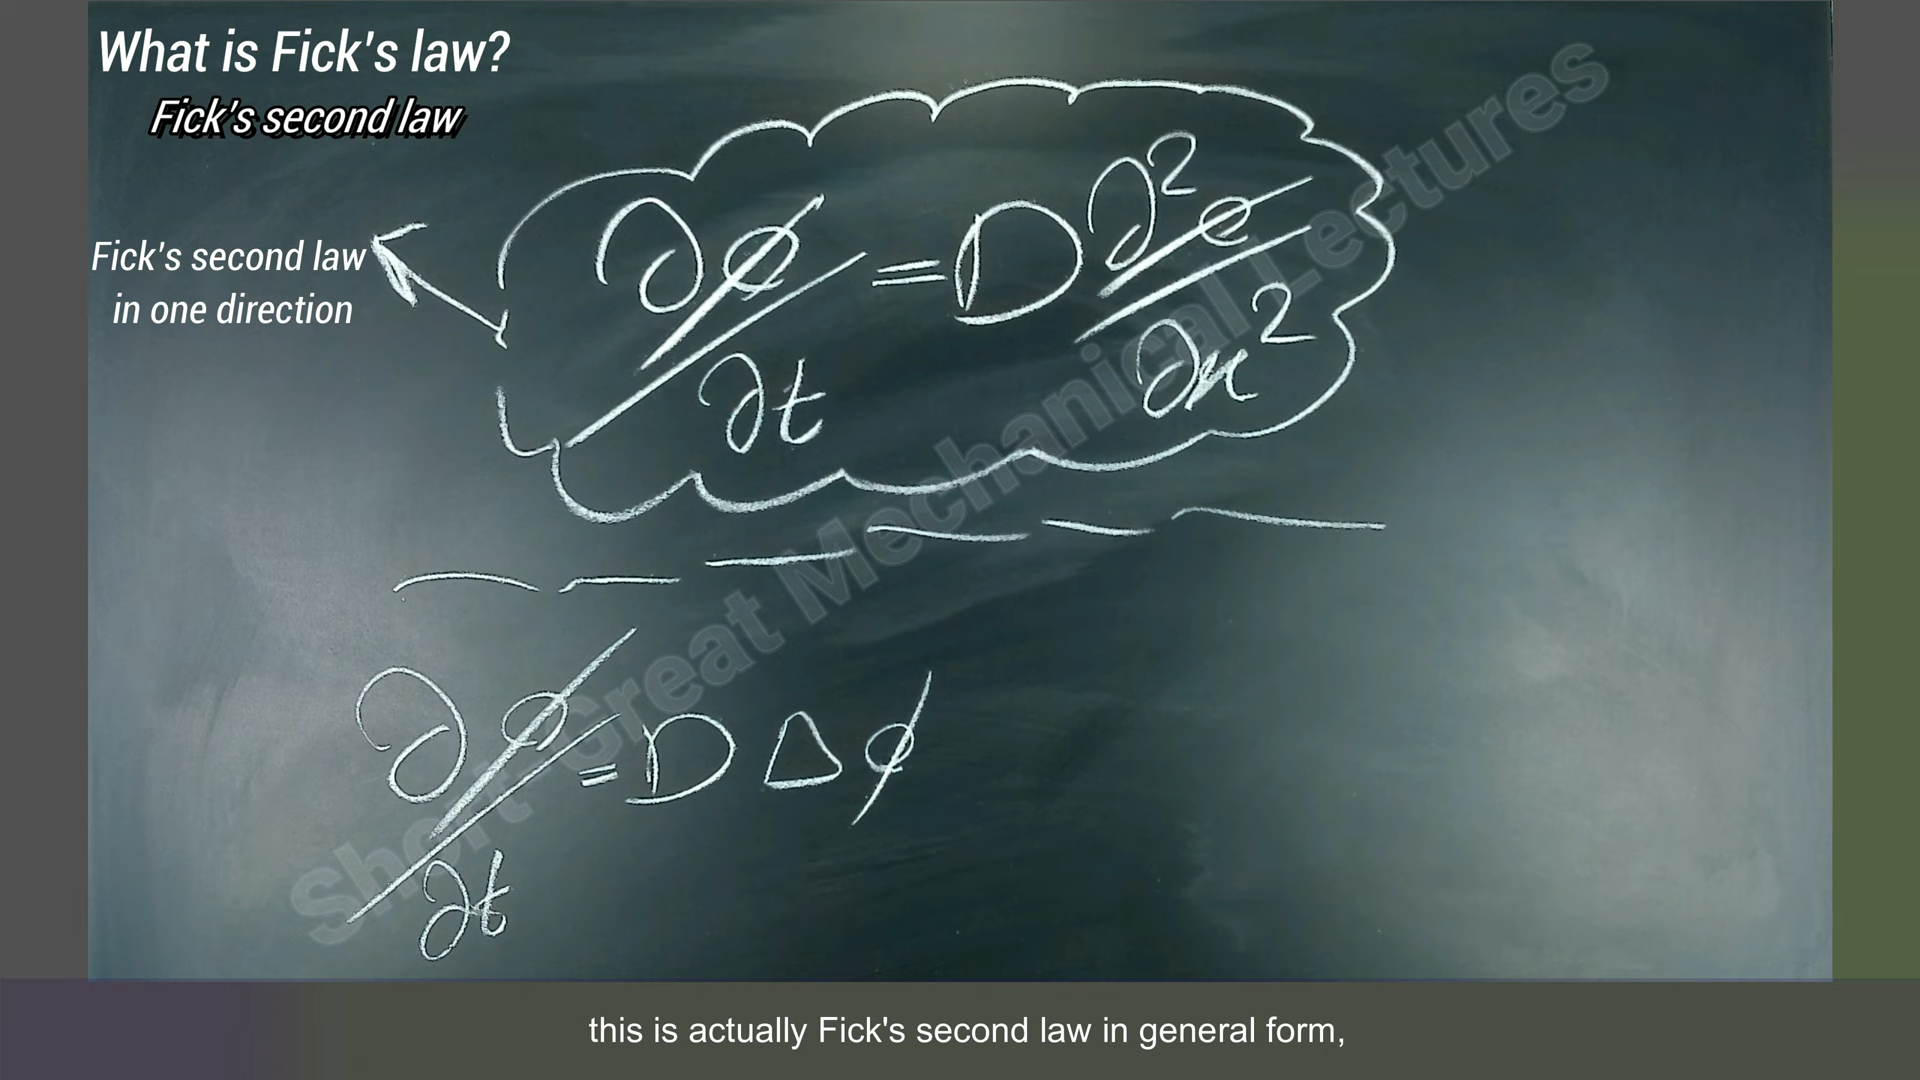 What is Fick's law?
Fick's second law
Fick's second law
in one direction
∂φ/∂t = D ∂²φ/∂x²
∂φ/∂t = D Δ φ
Short Great Mechanical Lectures
this is actually Fick's second law in general form,